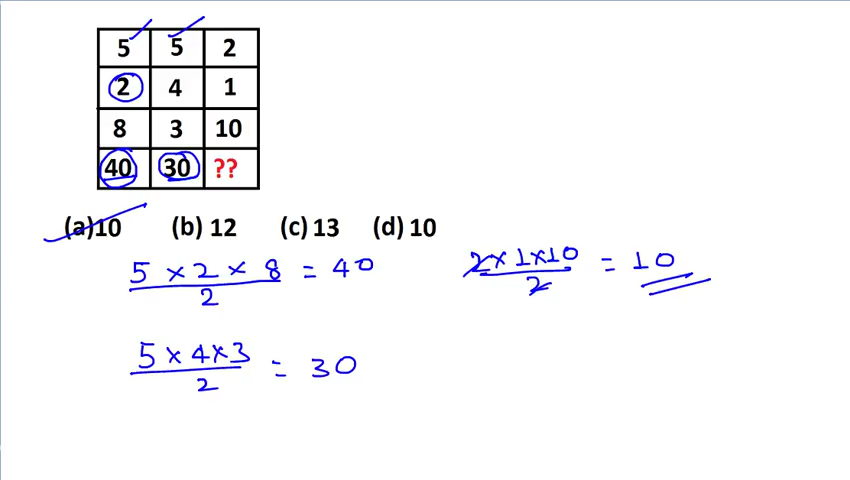 5 5 2
2 4 1
8 3 10
40 30 ??
(a)10 (b) 12 (c) 13 (d) 10
5 × 2 × 8 / 2 = 40
2 × 1 × 10 / 2 = 10
5 × 4 × 3 / 2 = 30